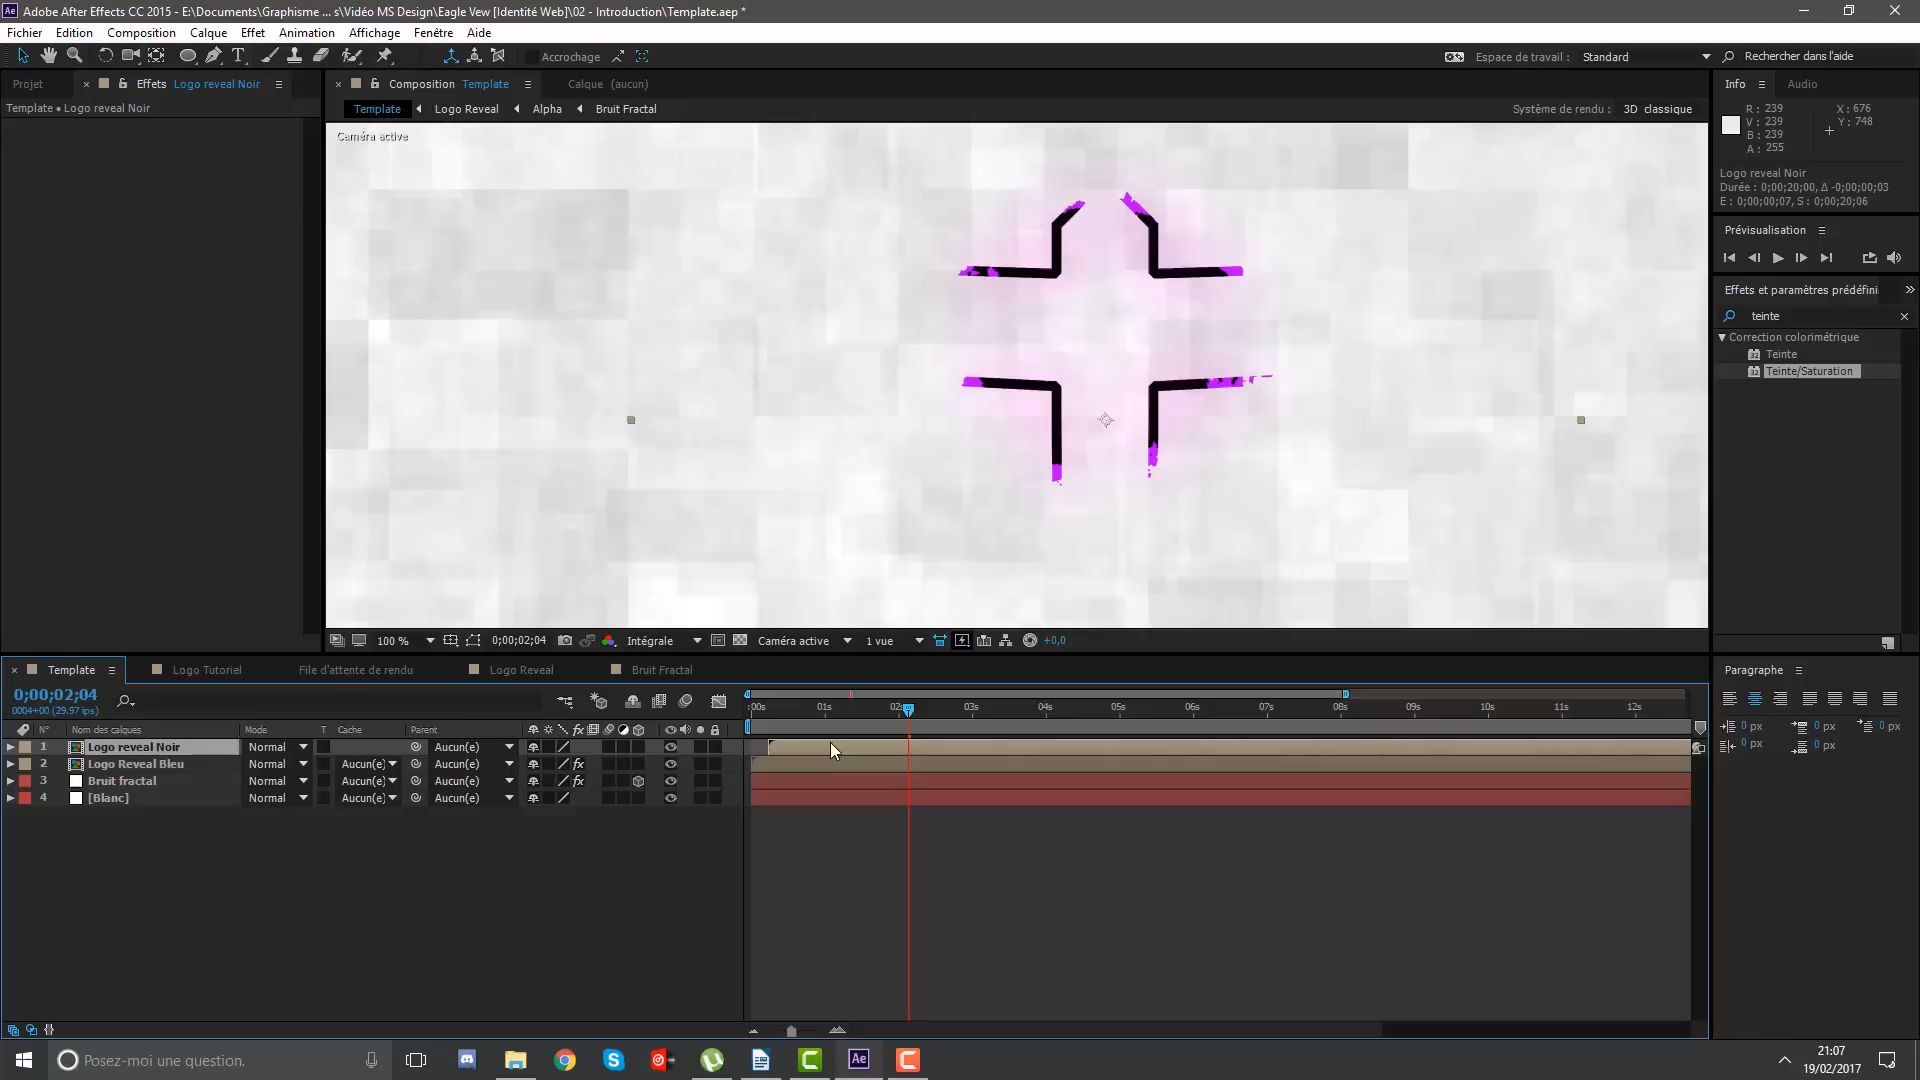 Adobe After Effects CC 2015 - E:\Documents\Graphisme ... s\Vidéo MS Design\Eagle Vew [Identité Web]\02 - Introduction\Template.aep *
Fichier Edition Composition Calque Effet Animation Affichage Fenêtre Aide
Accrochage Espace de travail : Standard Rechercher dans l'aide
Projet Effets Logo reveal Noir Composition Template Calque (aucun) Info Audio
Template • Logo reveal Noir
Template Logo Reveal Alpha Bruit Fractal Système de rendu : 3D classique
Caméra active
R : 239 X : 676
V : 239 Y : 748
B : 239
A : 255
Logo reveal Noir
Durée : 0;00;20;00, Δ -0;00;00;03
E : 0;00;00;07, S : 0;00;20;06
Prévisualisation
Effets et paramètres prédéfini
teinte
Correction colorimétrique
Teinte
Teinte/Saturation
100 % 0;00;02;04 Intégrale Caméra active 1 vue +0,0
Template Logo Tutoriel File d'attente de rendu Logo Reveal Bruit Fractal Paragraphe
0;00;02;04
0004+00 (29.97 ips)
:00s 01s 02s 03s 04s 05s 06s 07s 08s 09s 10s 11s 12s
N° Nom des calques Mode T Cache Parent
1 Logo reveal Noir Normal Aucun(e)
2 Logo Reveal Bleu Normal Aucun(e) Aucun(e) fx
3 Bruit fractal Normal Aucun(e) Aucun(e) fx
4 [Blanc] Normal Aucun(e) Aucun(e)
0 px 0 px 0 px
0 px 0 px
Posez-moi une question.
21:07
19/02/2017